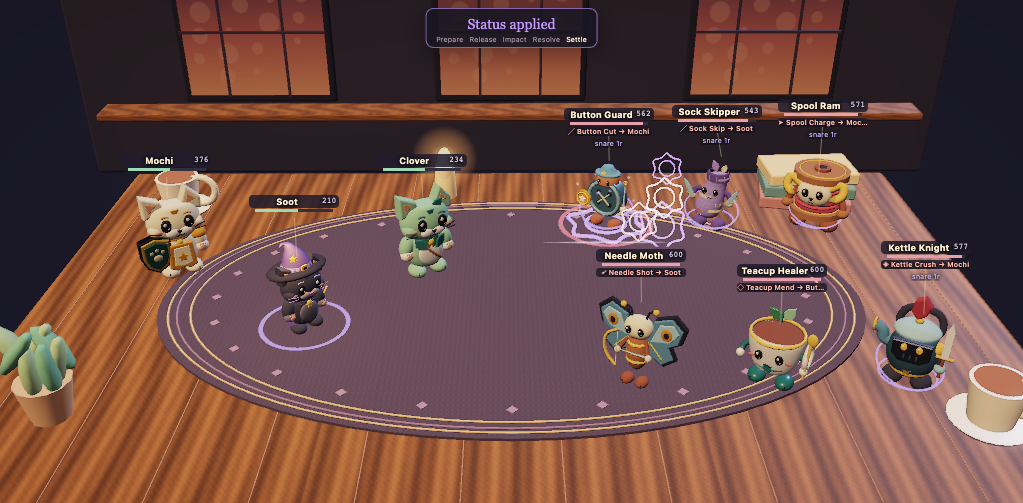 Status applied
Prepare Release Impact Resolve Settle
Button Guard 562
Button Cut → Mochi
snare 1r
Sock Skipper 543
Sock Skip → Soot
snare 1r
Spool Ram 571
Spool Charge → Moc...
snare 1r
Mochi 376
Clover 234
Soot 210
Needle Moth 600
Needle Shot → Soot
Teacup Healer 600
Teacup Mend → But...
Kettle Knight 577
Kettle Crush → Mochi
snare 1r